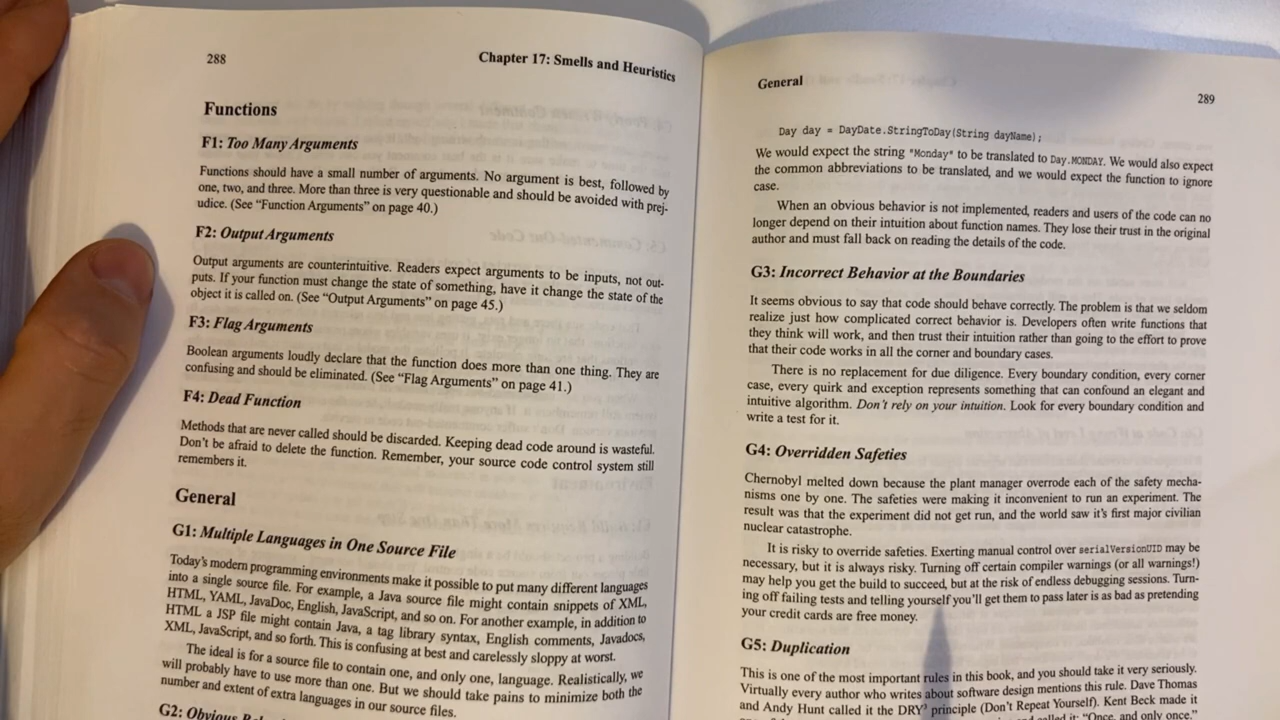 288
Chapter 17: Smells and Heuristics
Functions
F1: Too Many Arguments
Functions should have a small number of arguments. No argument is best, followed by
one, two, and three. More than three is very questionable and should be avoided with prej-
udice. (See “Function Arguments” on page 40.)
F2: Output Arguments
Output arguments are counterintuitive. Readers expect arguments to be inputs, not out-
puts. If your function must change the state of something, have it change the state of the
object it is called on. (See “Output Arguments” on page 45.)
F3: Flag Arguments
Boolean arguments loudly declare that the function does more than one thing. They are
confusing and should be eliminated. (See “Flag Arguments” on page 41.)
F4: Dead Function
Methods that are never called should be discarded. Keeping dead code around is wasteful.
Don’t be afraid to delete the function. Remember, your source code control system still
remembers it.
General
G1: Multiple Languages in One Source File
Today’s modern programming environments make it possible to put many different languages
into a single source file. For example, a Java source file might contain snippets of XML,
HTML, YAML, JavaDoc, English, JavaScript, and so on. For another example, in addition to
HTML a JSP file might contain Java, a tag library syntax, English comments, Javadocs,
XML, JavaScript, and so forth. This is confusing at best and carelessly sloppy at worst.
The ideal is for a source file to contain one, and only one, language. Realistically, we
will probably have to use more than one. But we should take pains to minimize both the
number and extent of extra languages in our source files.
G2: Obvious
General
289
Day day = DayDate.StringToDay(String dayName);
We would expect the string "Monday" to be translated to Day.MONDAY. We would also expect
the common abbreviations to be translated, and we would expect the function to ignore
case.
When an obvious behavior is not implemented, readers and users of the code can no
longer depend on their intuition about function names. They lose their trust in the original
author and must fall back on reading the details of the code.
G3: Incorrect Behavior at the Boundaries
It seems obvious to say that code should behave correctly. The problem is that we seldom
realize just how complicated correct behavior is. Developers often write functions that
they think will work, and then trust their intuition rather than going to the effort to prove
that their code works in all the corner and boundary cases.
There is no replacement for due diligence. Every boundary condition, every corner
case, every quirk and exception represents something that can confound an elegant and
intuitive algorithm. Don’t rely on your intuition. Look for every boundary condition and
write a test for it.
G4: Overridden Safeties
Chernobyl melted down because the plant manager overrode each of the safety mecha-
nisms one by one. The safeties were making it inconvenient to run an experiment. The
result was that the experiment did not get run, and the world saw it’s first major civilian
nuclear catastrophe.
It is risky to override safeties. Exerting manual control over serialVersionUID may be
necessary, but it is always risky. Turning off certain compiler warnings (or all warnings!)
may help you get the build to succeed, but at the risk of endless debugging sessions. Turn-
ing off failing tests and telling yourself you’ll get them to pass later is as bad as pretending
your credit cards are free money.
G5: Duplication
This is one of the most important rules in this book, and you should take it very seriously.
Virtually every author who writes about software design mentions this rule. Dave Thomas
and Andy Hunt called it the DRY³ principle (Don’t Repeat Yourself). Kent Beck made it
called it: “Once, and only once.”